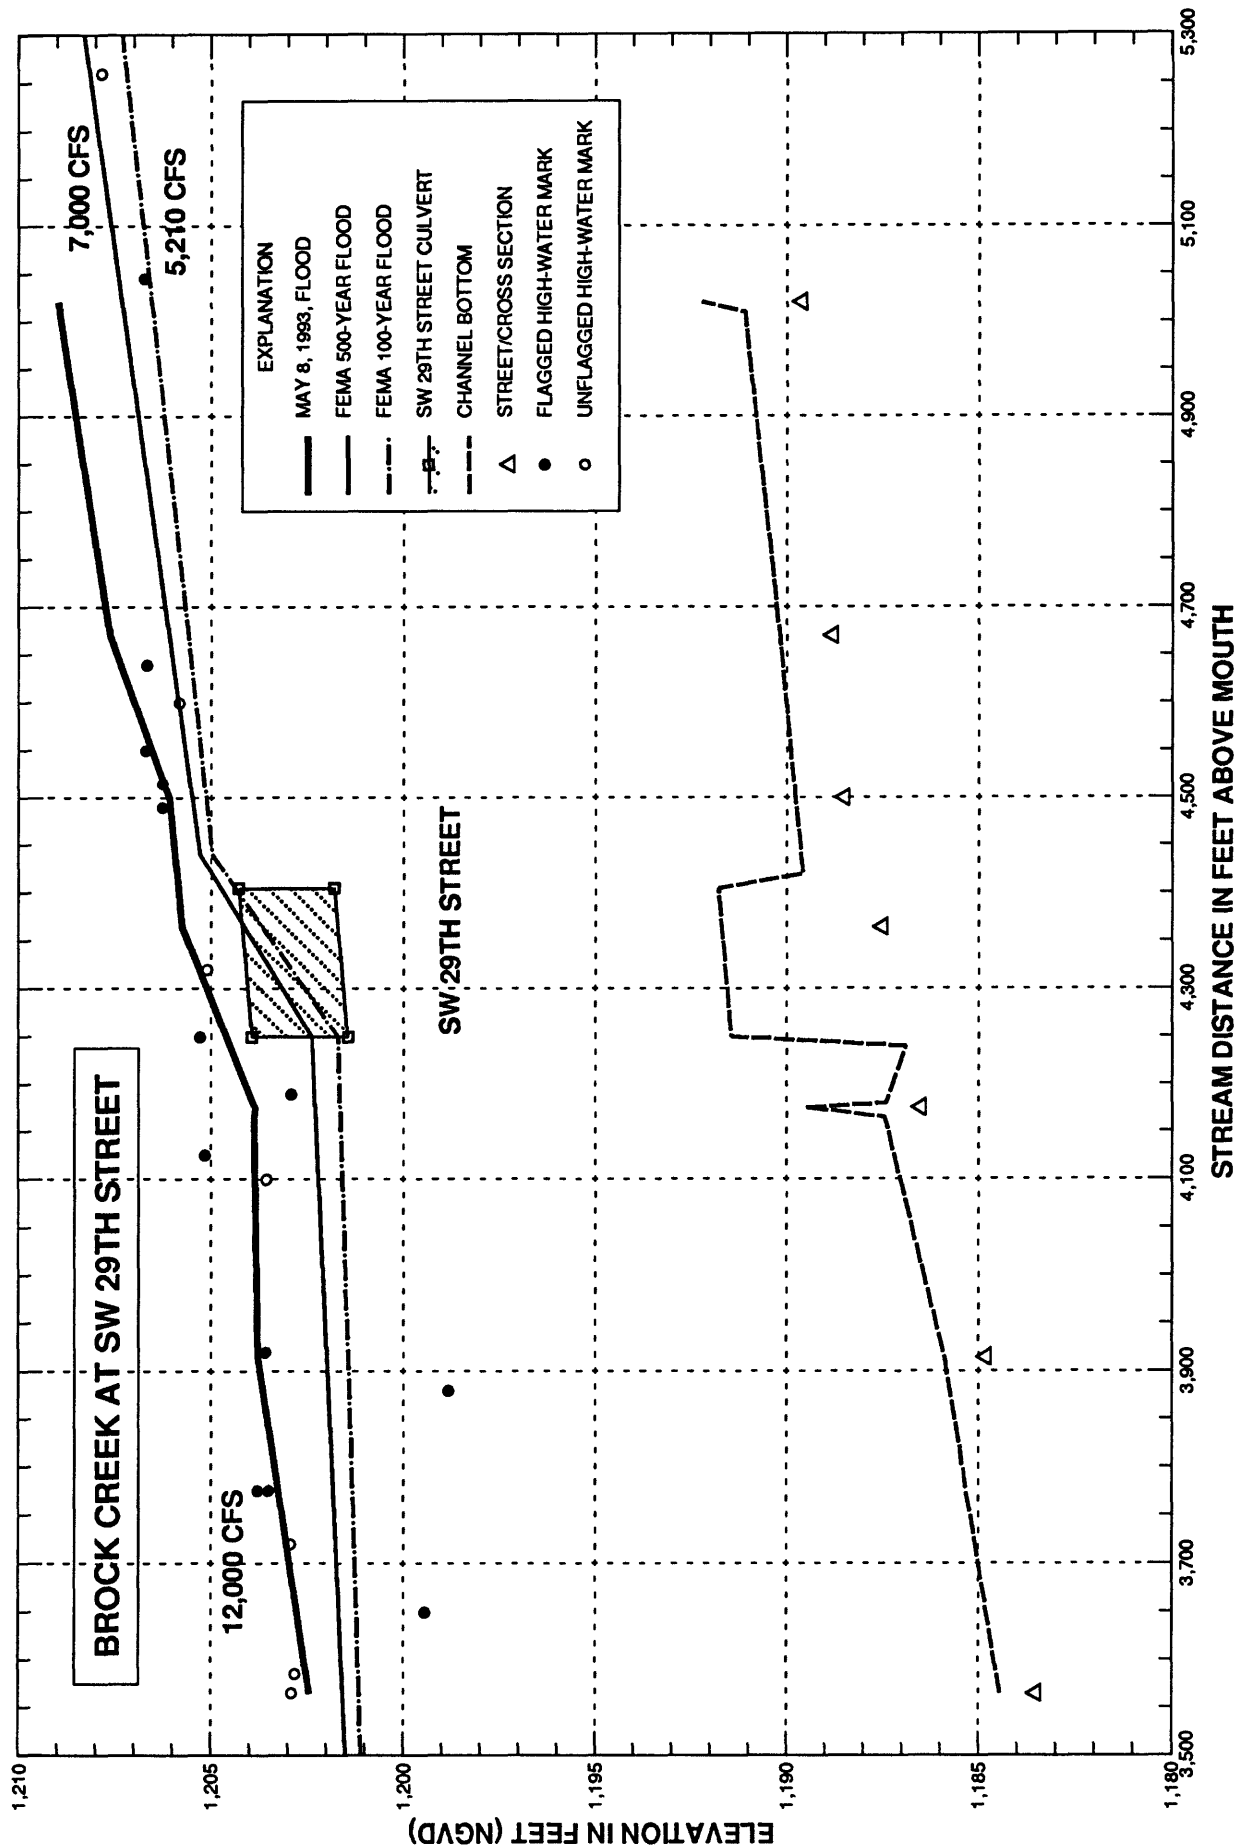 BROCK CREEK AT SW 29TH STREET
12,000 CFS
7,000 CFS
5,210 CFS
EXPLANATION
MAY 8, 1993, FLOOD
FEMA 500-YEAR FLOOD
FEMA 100-YEAR FLOOD
SW 29TH STREET CULVERT
CHANNEL BOTTOM
STREET/CROSS SECTION
FLAGGED HIGH-WATER MARK
UNFLAGGED HIGH-WATER MARK
SW 29TH STREET
ELEVATION IN FEET (NGVD)
1,210
1,205
1,200
1,195
1,190
1,185
1,180
3,500
3,700
3,900
4,100
4,300
4,500
4,700
4,900
5,100
5,300
STREAM DISTANCE IN FEET ABOVE MOUTH